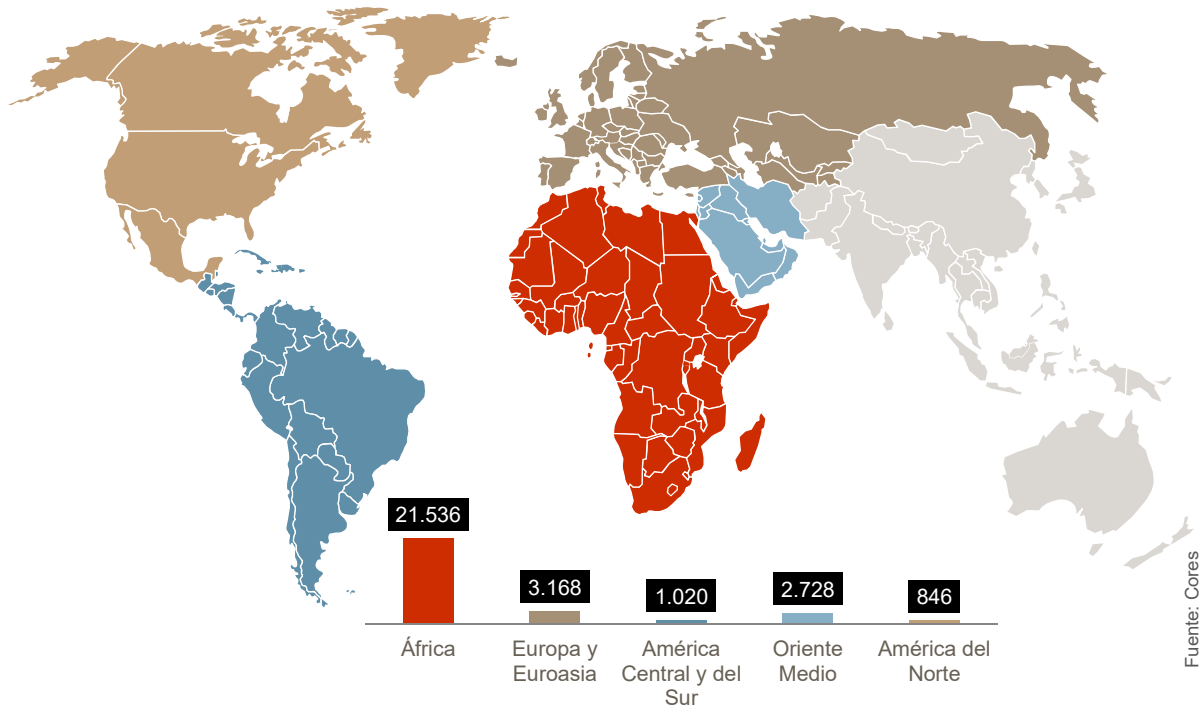 21.536
3.168
1.020
2.728
846
África
Europa y
Euroasia
América
Central y del
Sur
Oriente
Medio
América del
Norte
Fuente: Cores